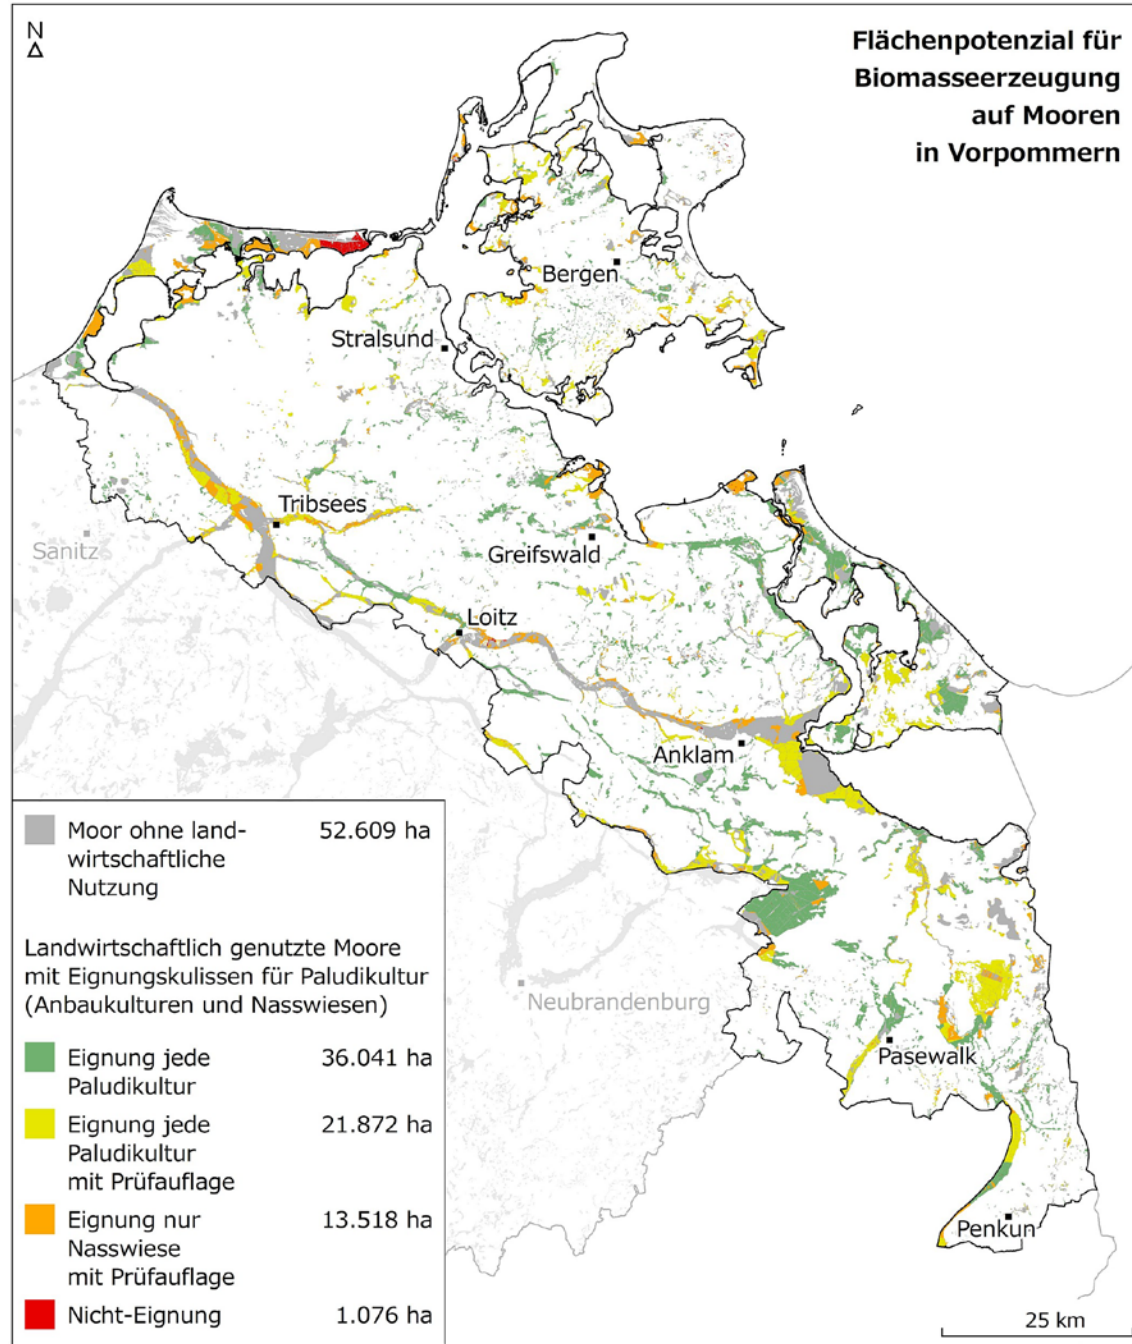 N
Flächenpotenzial für
Biomasseerzeugung
auf Mooren
in Vorpommern
Bergen
Stralsund
Tribsees
Sanitz
Greifswald
Loitz
Anklam
Neubrandenburg
Pasewalk
Penkun
Moor ohne land-
wirtschaftliche
Nutzung
52.609 ha
Landwirtschaftlich genutzte Moore
mit Eignungskulissen für Paludikultur
(Anbaukulturen und Nasswiesen)
Eignung jede
Paludikultur
36.041 ha
Eignung jede
Paludikultur
mit Prüfauflage
21.872 ha
Eignung nur
Nasswiese
mit Prüfauflage
13.518 ha
Nicht-Eignung
1.076 ha
25 km